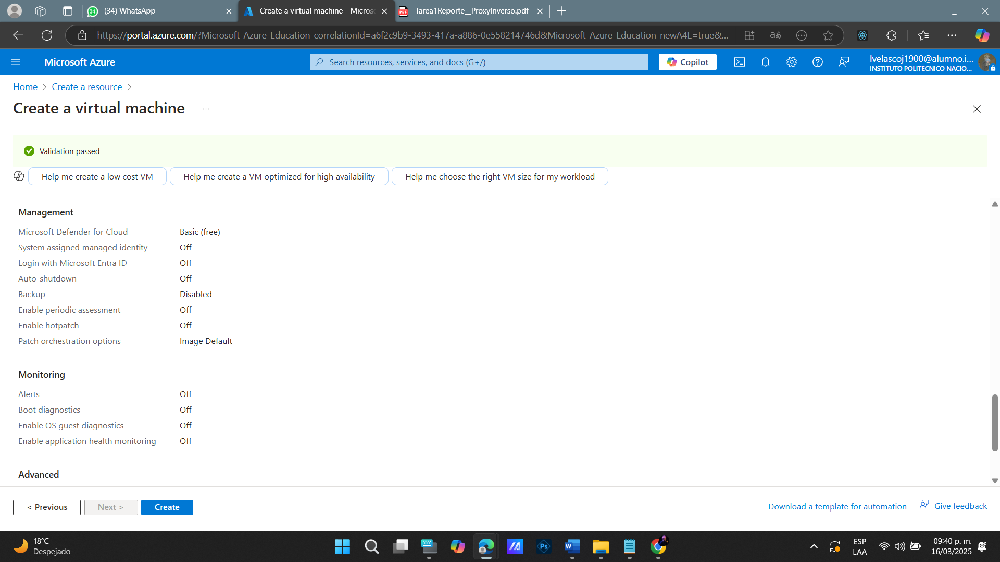 34
(34) WhatsApp
Create a virtual machine - Micros
PDF
Tarea1Reporte__ProxyInverso.pdf
https://portal.azure.com/?Microsoft_Azure_Education_correlationId=a6f2c9b9-3493-417a-a886-0e558214746d&Microsoft_Azure_Education_newA4E=true&...
aあ
Microsoft Azure
Search resources, services, and docs (G+/)
Copilot
lvelascoj1900@alumno.i...
INSTITUTO POLITECNICO NACIO...
Home > Create a resource >
Create a virtual machine ...
Validation passed
Help me create a low cost VM
Help me create a VM optimized for high availability
Help me choose the right VM size for my workload
Management
Microsoft Defender for Cloud Basic (free)
System assigned managed identity Off
Login with Microsoft Entra ID Off
Auto-shutdown Off
Backup Disabled
Enable periodic assessment Off
Enable hotpatch Off
Patch orchestration options Image Default
Monitoring
Alerts Off
Boot diagnostics Off
Enable OS guest diagnostics Off
Enable application health monitoring Off
Advanced
< Previous
Next >
Create
Download a template for automation
Give feedback
18°C
Despejado
Ps
W
ESP
LAA
09:40 p. m.
16/03/2025